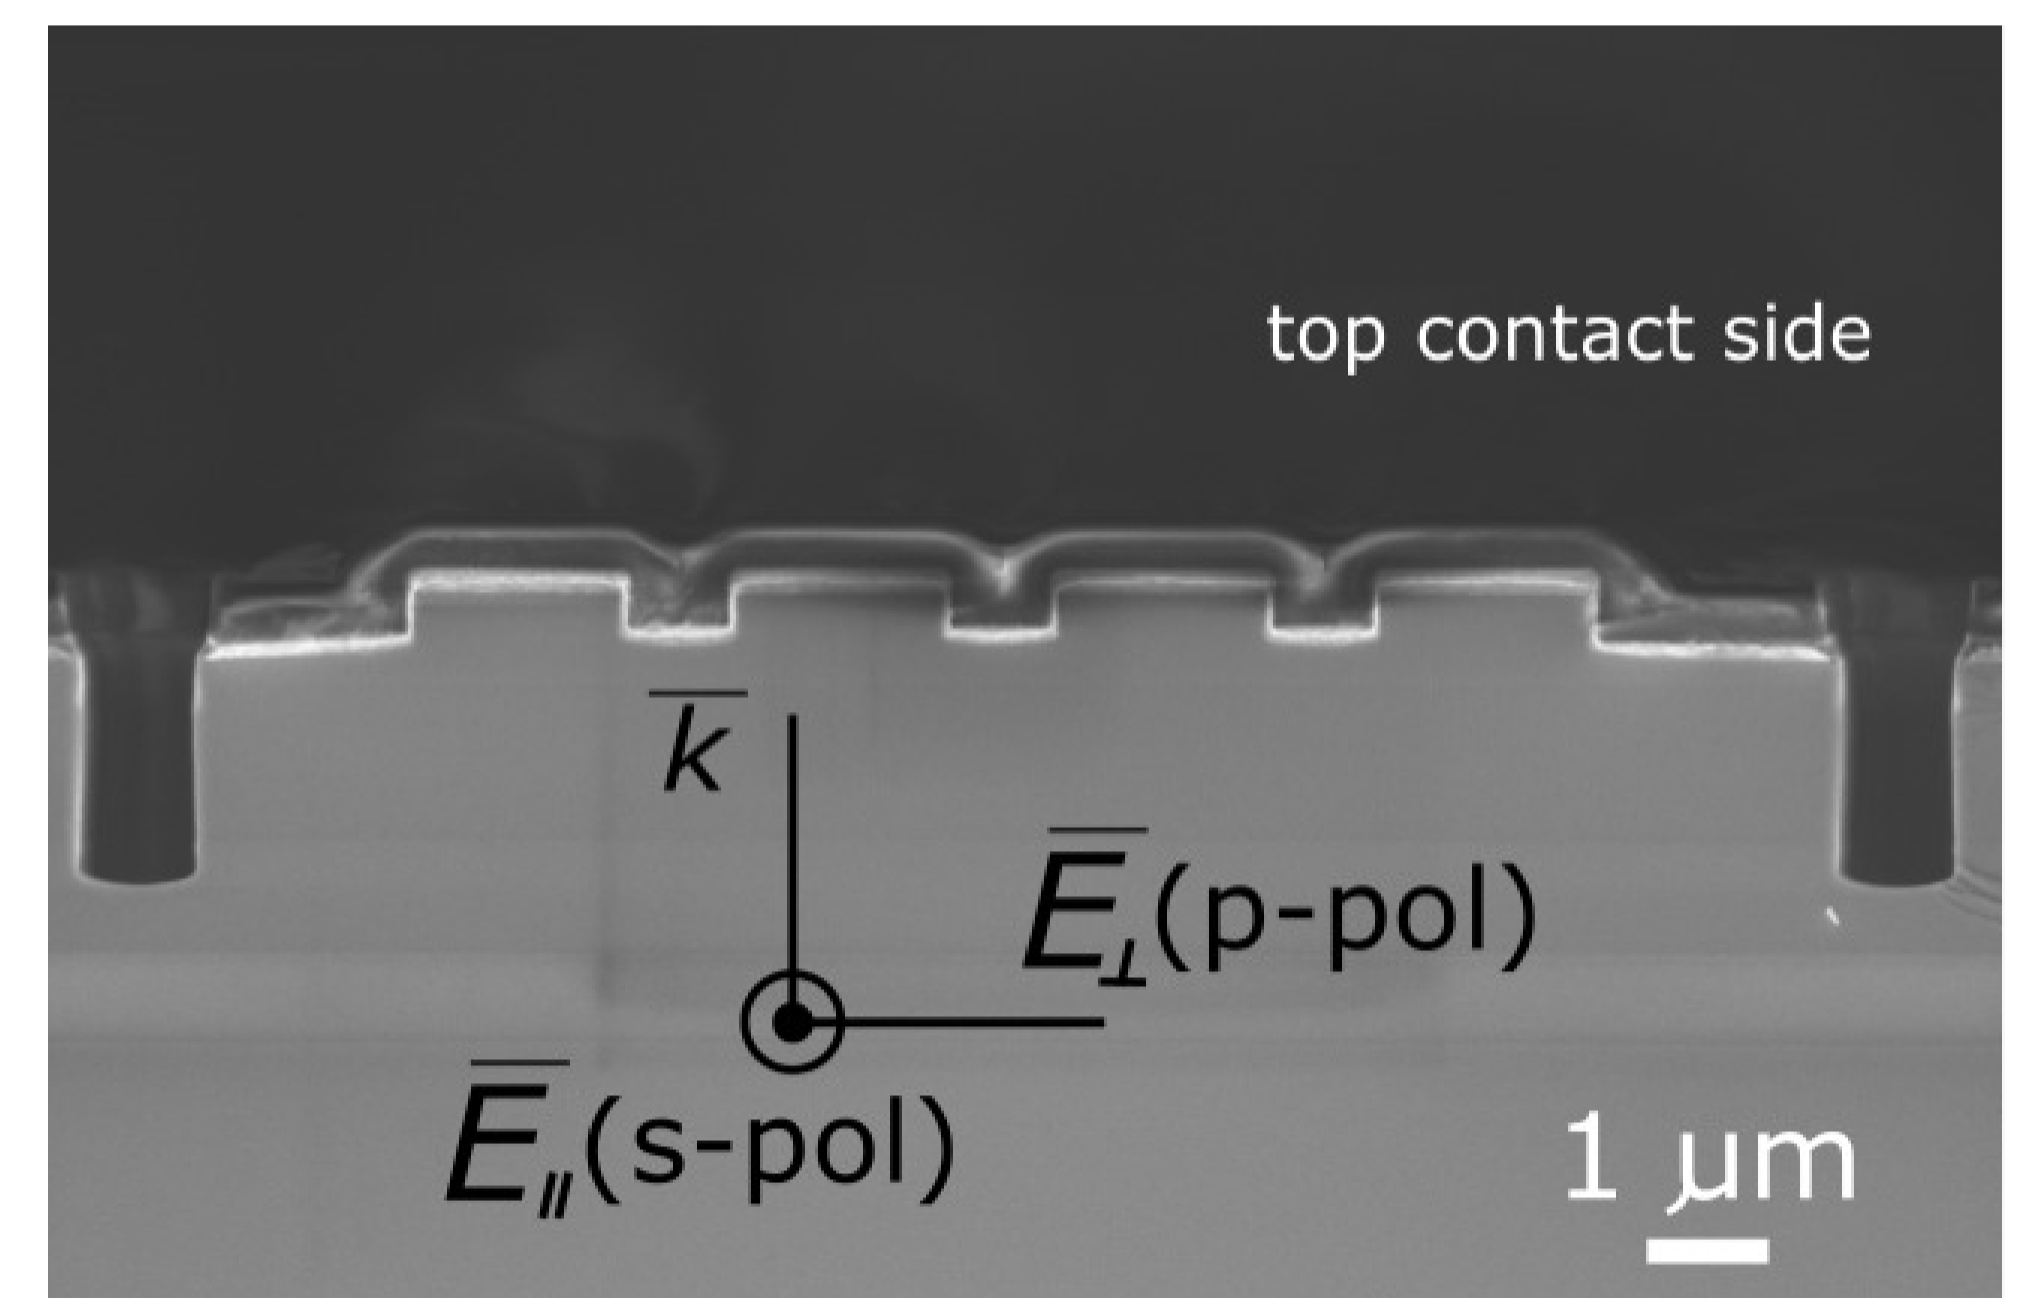 top contact side
k̅
E̅⊥(p-pol)
E̅∥(s-pol)
1 µm